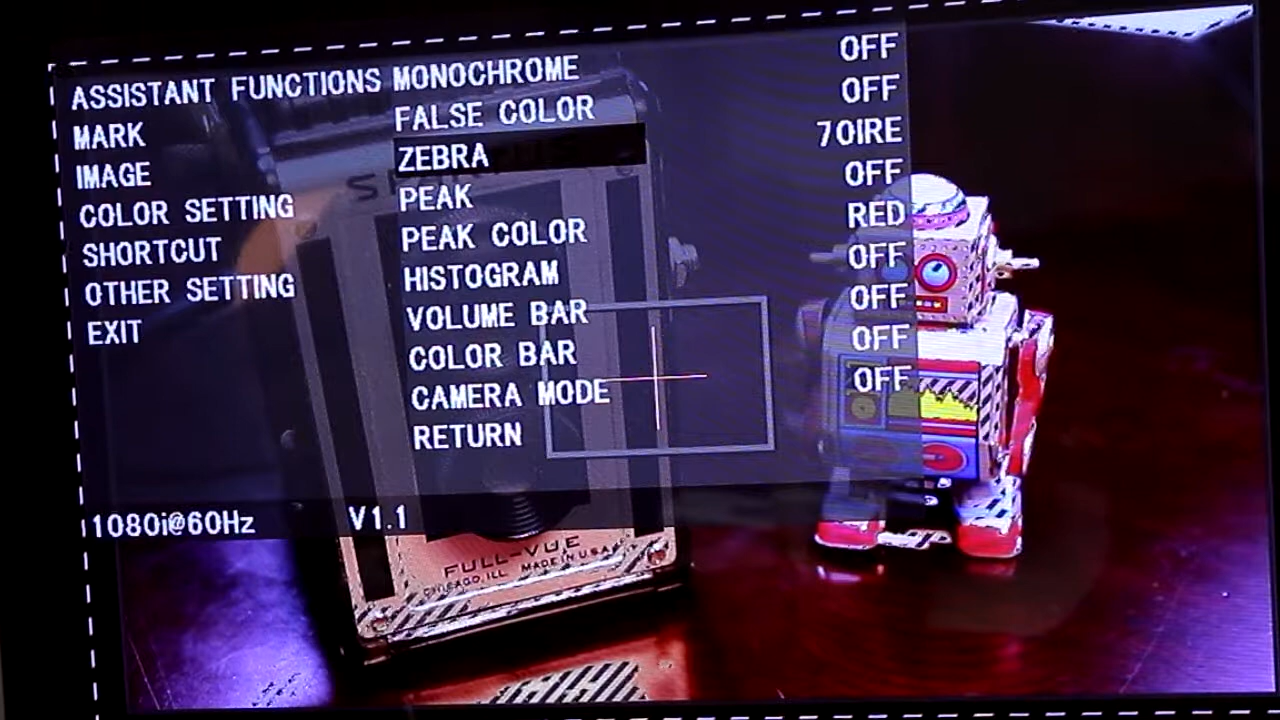 ASSISTANT FUNCTIONS MONOCHROME OFF
MARK FALSE COLOR OFF
IMAGE ZEBRA 70IRE
COLOR SETTING PEAK OFF
SHORTCUT PEAK COLOR RED
OTHER SETTING HISTOGRAM OFF
EXIT VOLUME BAR OFF
COLOR BAR OFF
CAMERA MODE OFF
RETURN
1080i@60Hz V1.1
FULL-VUE
CHICAGO, ILL MADE IN U.S.A.